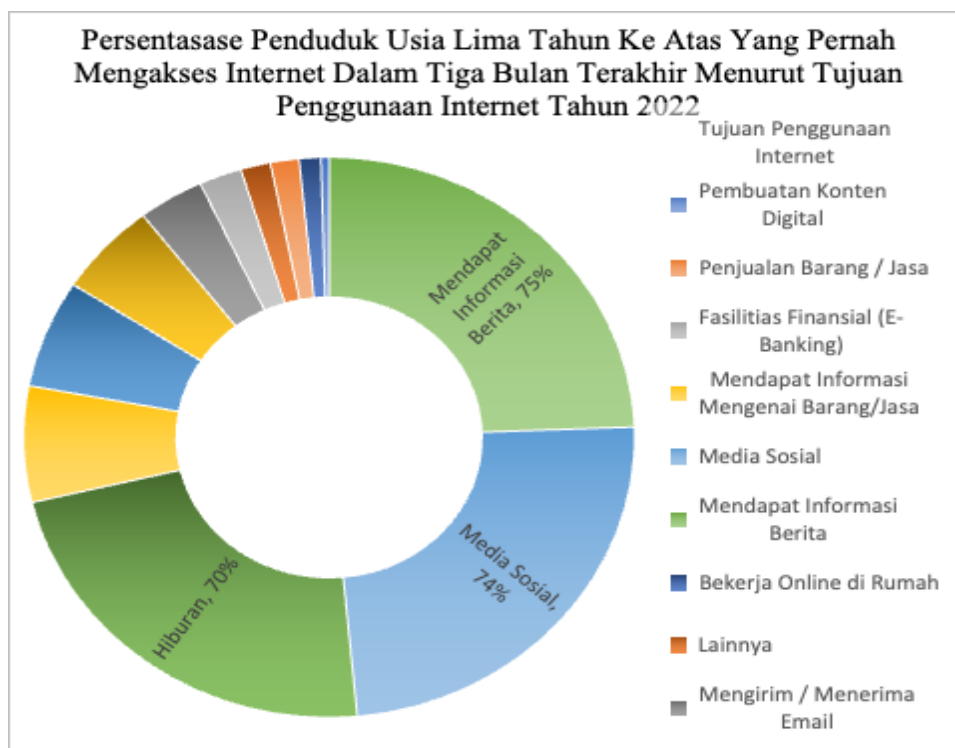 Persentasase Penduduk Usia Lima Tahun Ke Atas Yang Pernah
Mengakses Internet Dalam Tiga Bulan Terakhir Menurut Tujuan
Penggunaan Internet Tahun 2022
Tujuan Penggunaan
Internet
Pembuatan Konten
Digital
Penjualan Barang / Jasa
Fasilitias Finansial (E-
Banking)
Mendapat Informasi
Mengenai Barang/Jasa
Media Sosial
Mendapat Informasi
Berita
Bekerja Online di Rumah
Lainnya
Mengirim / Menerima
Email
Mendapat
Informasi
Berita, 75%
Media Sosial,
74%
Hiburan, 70%